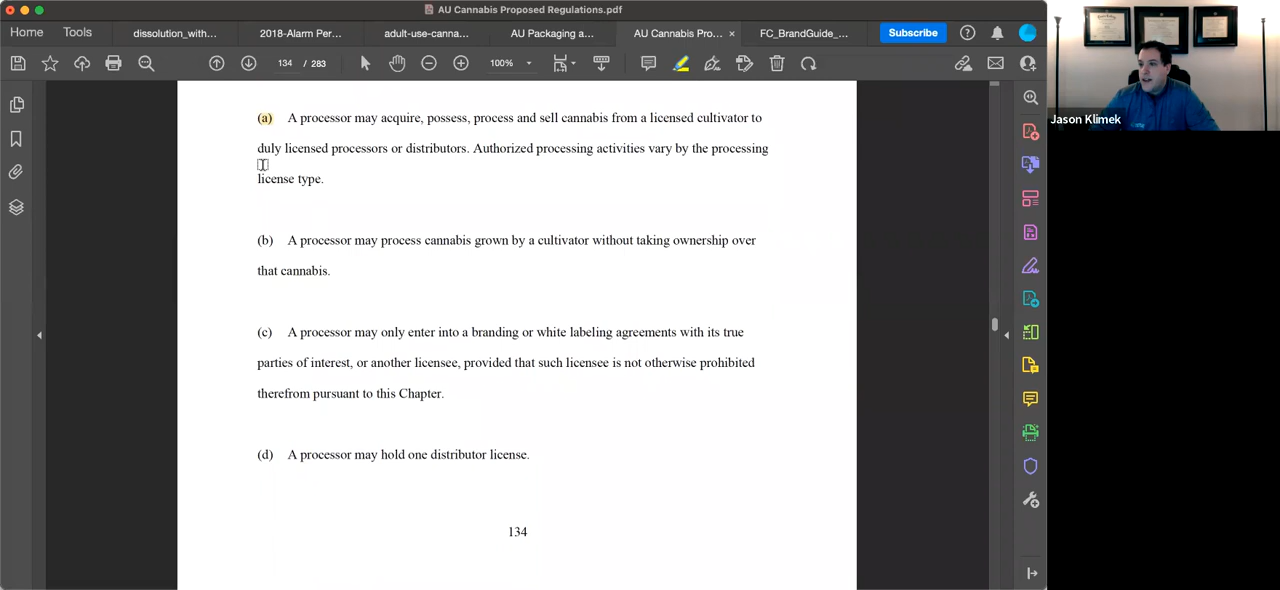 AU Cannabis Proposed Regulations.pdf
Home
Tools
dissolution_with...
2018-Alarm Per...
adult-use-canna...
AU Packaging a...
AU Cannabis Pro... ×
FC_BrandGuide_...
Subscribe
134 / 283
100%
(a) A processor may acquire, possess, process and sell cannabis from a licensed cultivator to
duly licensed processors or distributors. Authorized processing activities vary by the processing
license type.
(b) A processor may process cannabis grown by a cultivator without taking ownership over
that cannabis.
(c) A processor may only enter into a branding or white labeling agreements with its true
parties of interest, or another licensee, provided that such licensee is not otherwise prohibited
therefrom pursuant to this Chapter.
(d) A processor may hold one distributor license.
134
Jason Klimek